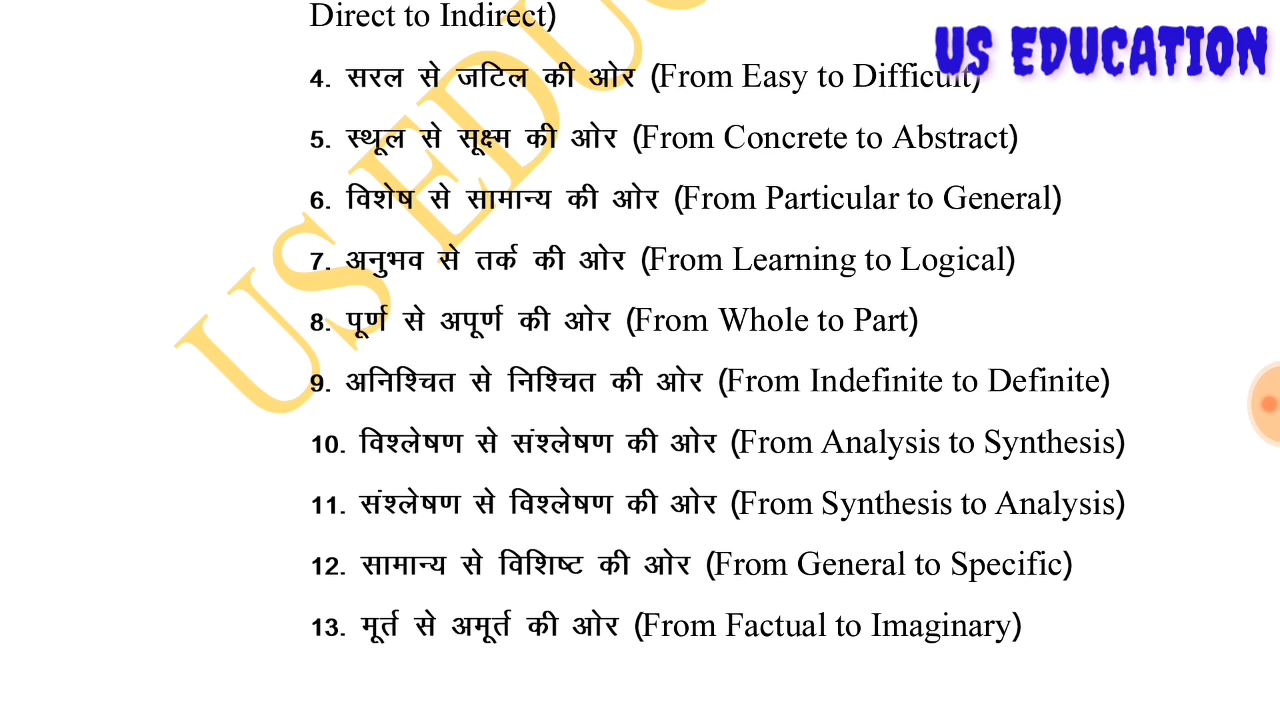 Direct to Indirect)
US EDUCATION
4. सरल से जटिल की ओर (From Easy to Difficult)
5. स्थूल से सूक्ष्म की ओर (From Concrete to Abstract)
6. विशेष से सामान्य की ओर (From Particular to General)
7. अनुभव से तर्क की ओर (From Learning to Logical)
8. पूर्ण से अपूर्ण की ओर (From Whole to Part)
9. अनिश्चित से निश्चित की ओर (From Indefinite to Definite)
10. विश्लेषण से संश्लेषण की ओर (From Analysis to Synthesis)
11. संश्लेषण से विश्लेषण की ओर (From Synthesis to Analysis)
12. सामान्य से विशिष्ट की ओर (From General to Specific)
13. मूर्त से अमूर्त की ओर (From Factual to Imaginary)
US EDUC